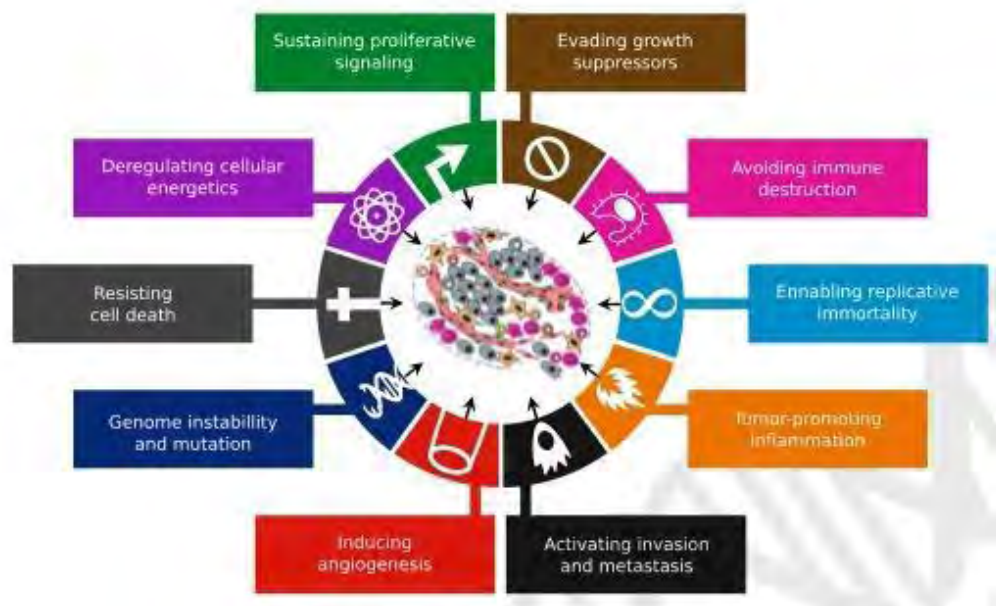 Sustaining proliferative
signaling
Evading growth
suppressors
Deregulating cellular
energetics
Avoiding immune
destruction
Resisting
cell death
Ennabling replicative
immortality
Genome instabillity
and mutation
Tumor-promoting
inflammation
Inducing
angiogenesis
Activating invasion
and metastasis